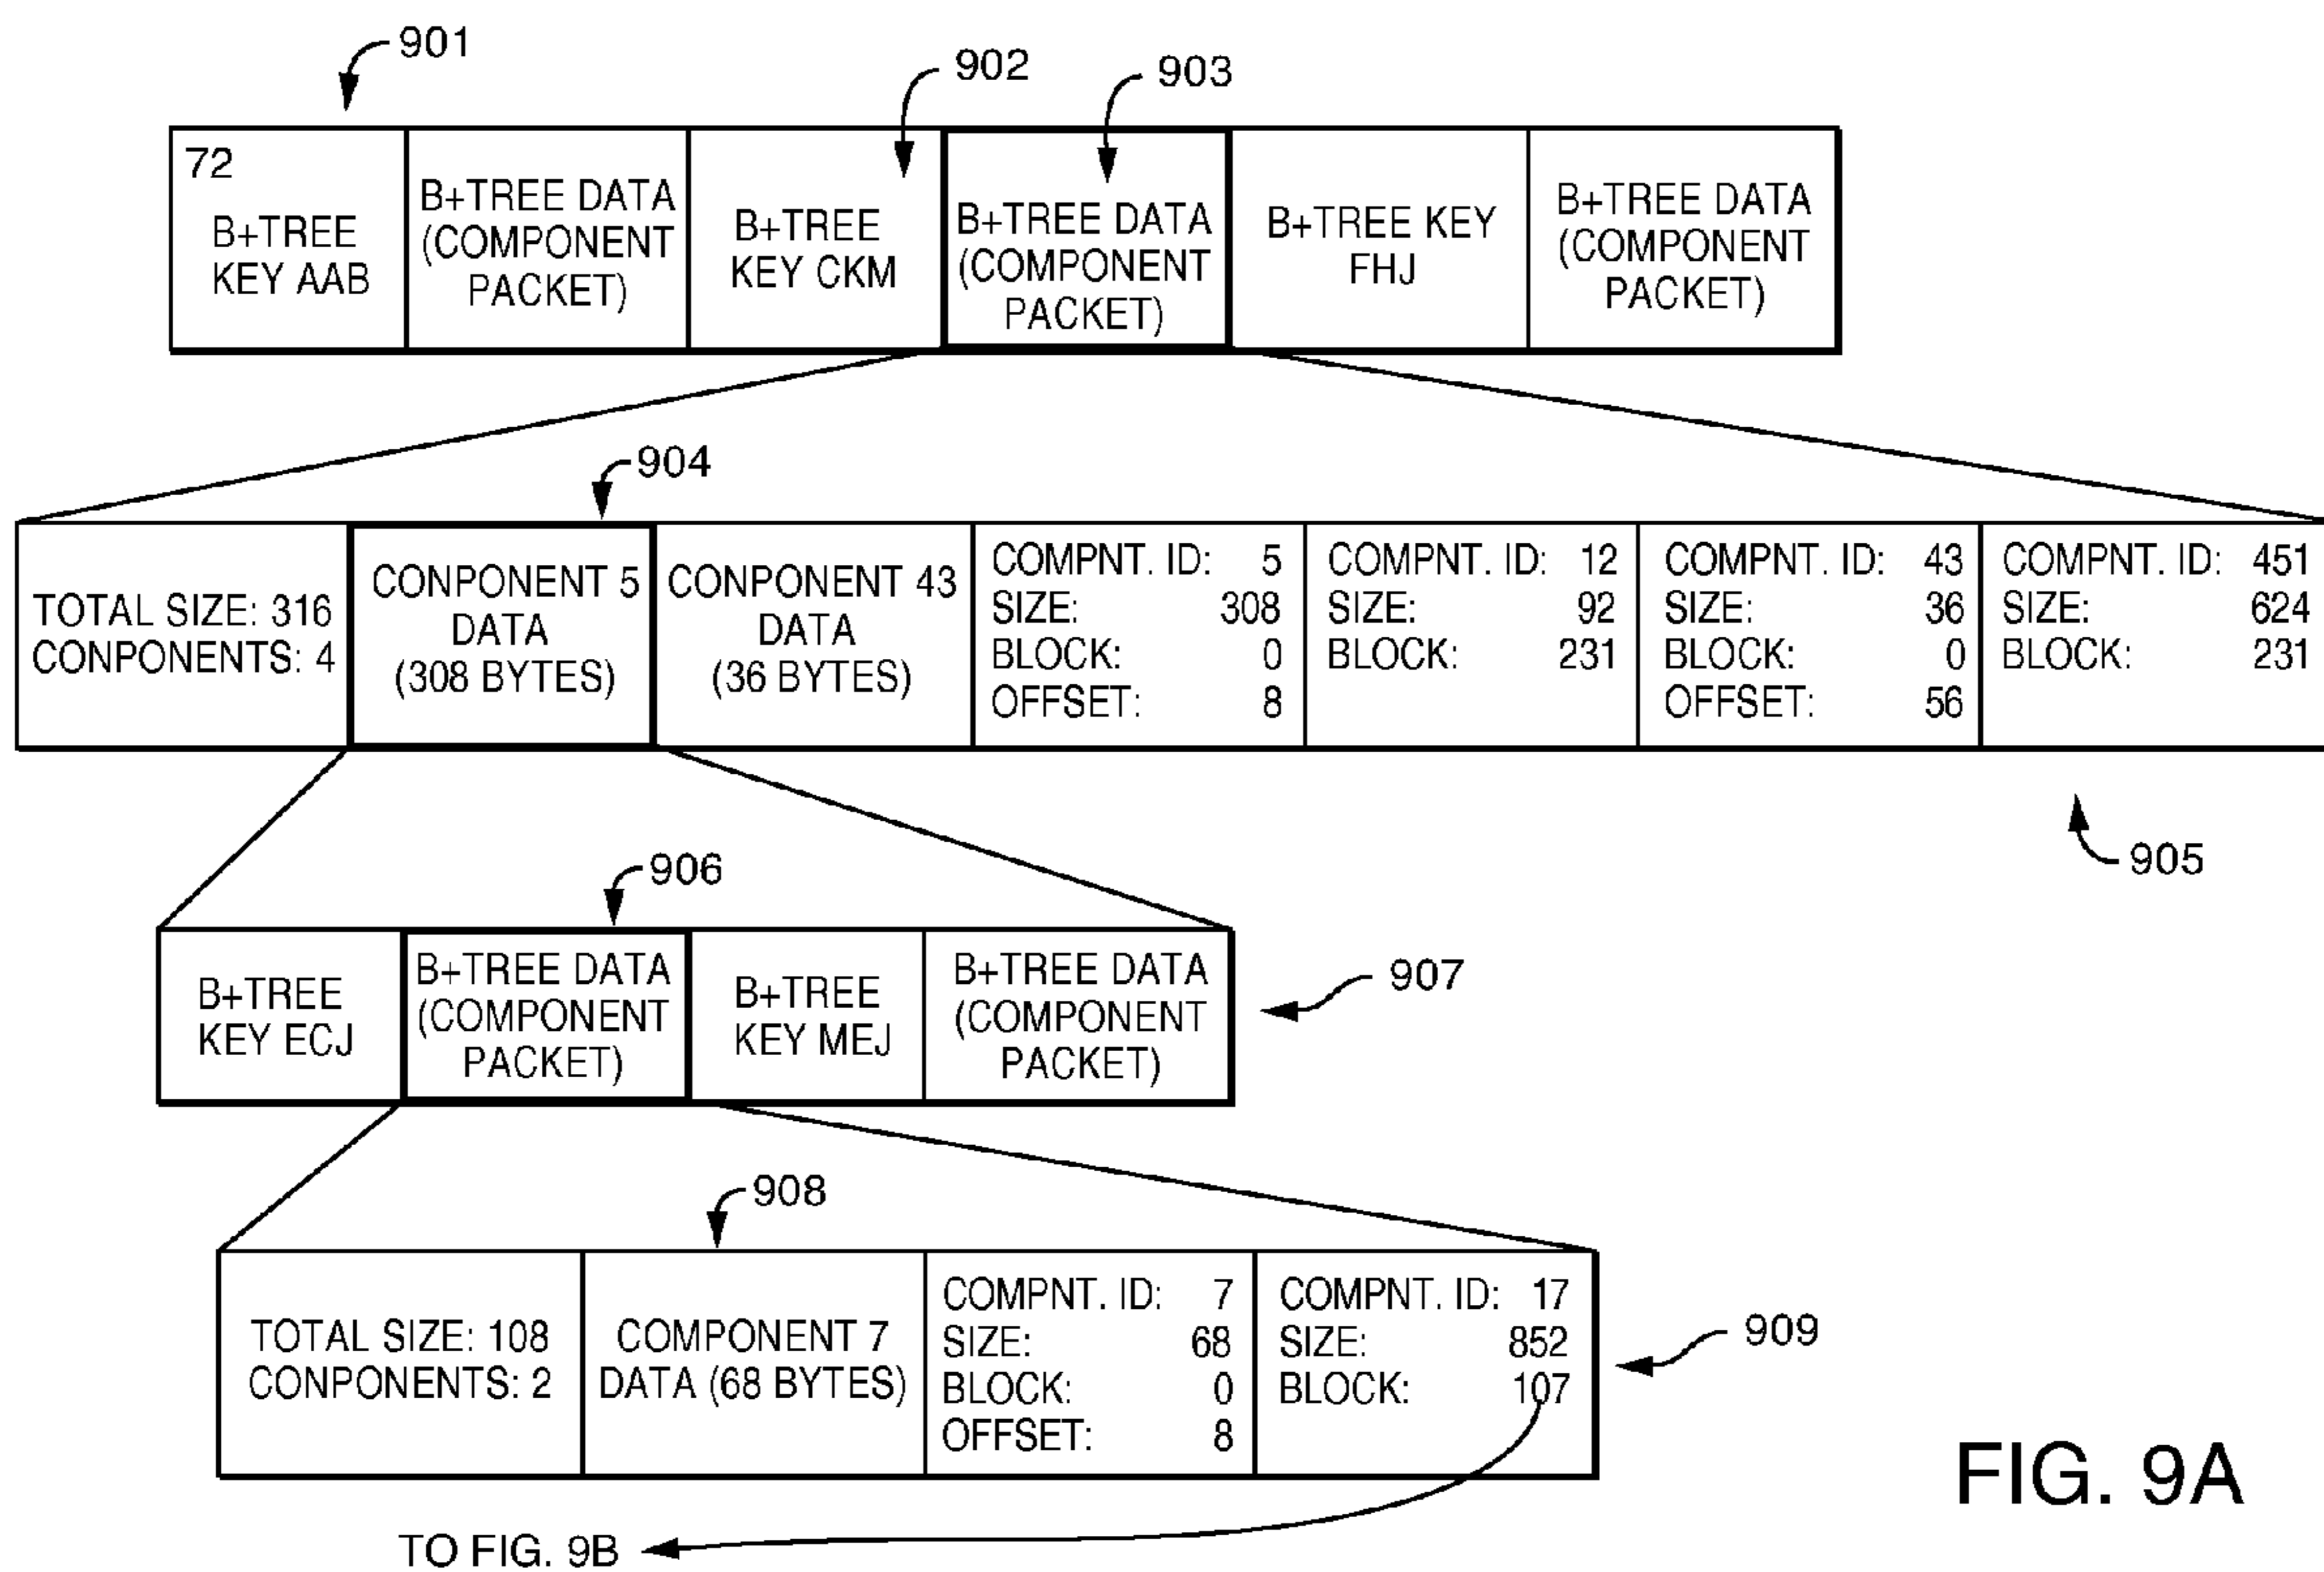 901
902
903
72
B+TREE
KEY AAB
B+TREE DATA
(COMPONENT
PACKET)
B+TREE
KEY CKM
B+TREE DATA
(COMPONENT
PACKET)
B+TREE KEY
FHJ
B+TREE DATA
(COMPONENT
PACKET)
904
TOTAL SIZE: 316
CONPONENTS: 4
CONPONENT 5
DATA
(308 BYTES)
CONPONENT 43
DATA
(36 BYTES)
COMPNT. ID: 5
SIZE: 308
BLOCK: 0
OFFSET: 8
COMPNT. ID: 12
SIZE: 92
BLOCK: 231
COMPNT. ID: 43
SIZE: 36
BLOCK: 0
OFFSET: 56
COMPNT. ID: 451
SIZE: 624
BLOCK: 231
905
906
B+TREE
KEY ECJ
B+TREE DATA
(COMPONENT
PACKET)
B+TREE
KEY MEJ
B+TREE DATA
(COMPONENT
PACKET)
907
908
TOTAL SIZE: 108
CONPONENTS: 2
COMPONENT 7
DATA (68 BYTES)
COMPNT. ID: 7
SIZE: 68
BLOCK: 0
OFFSET: 8
COMPNT. ID: 17
SIZE: 852
BLOCK: 107
909
TO FIG. 9B
FIG. 9A